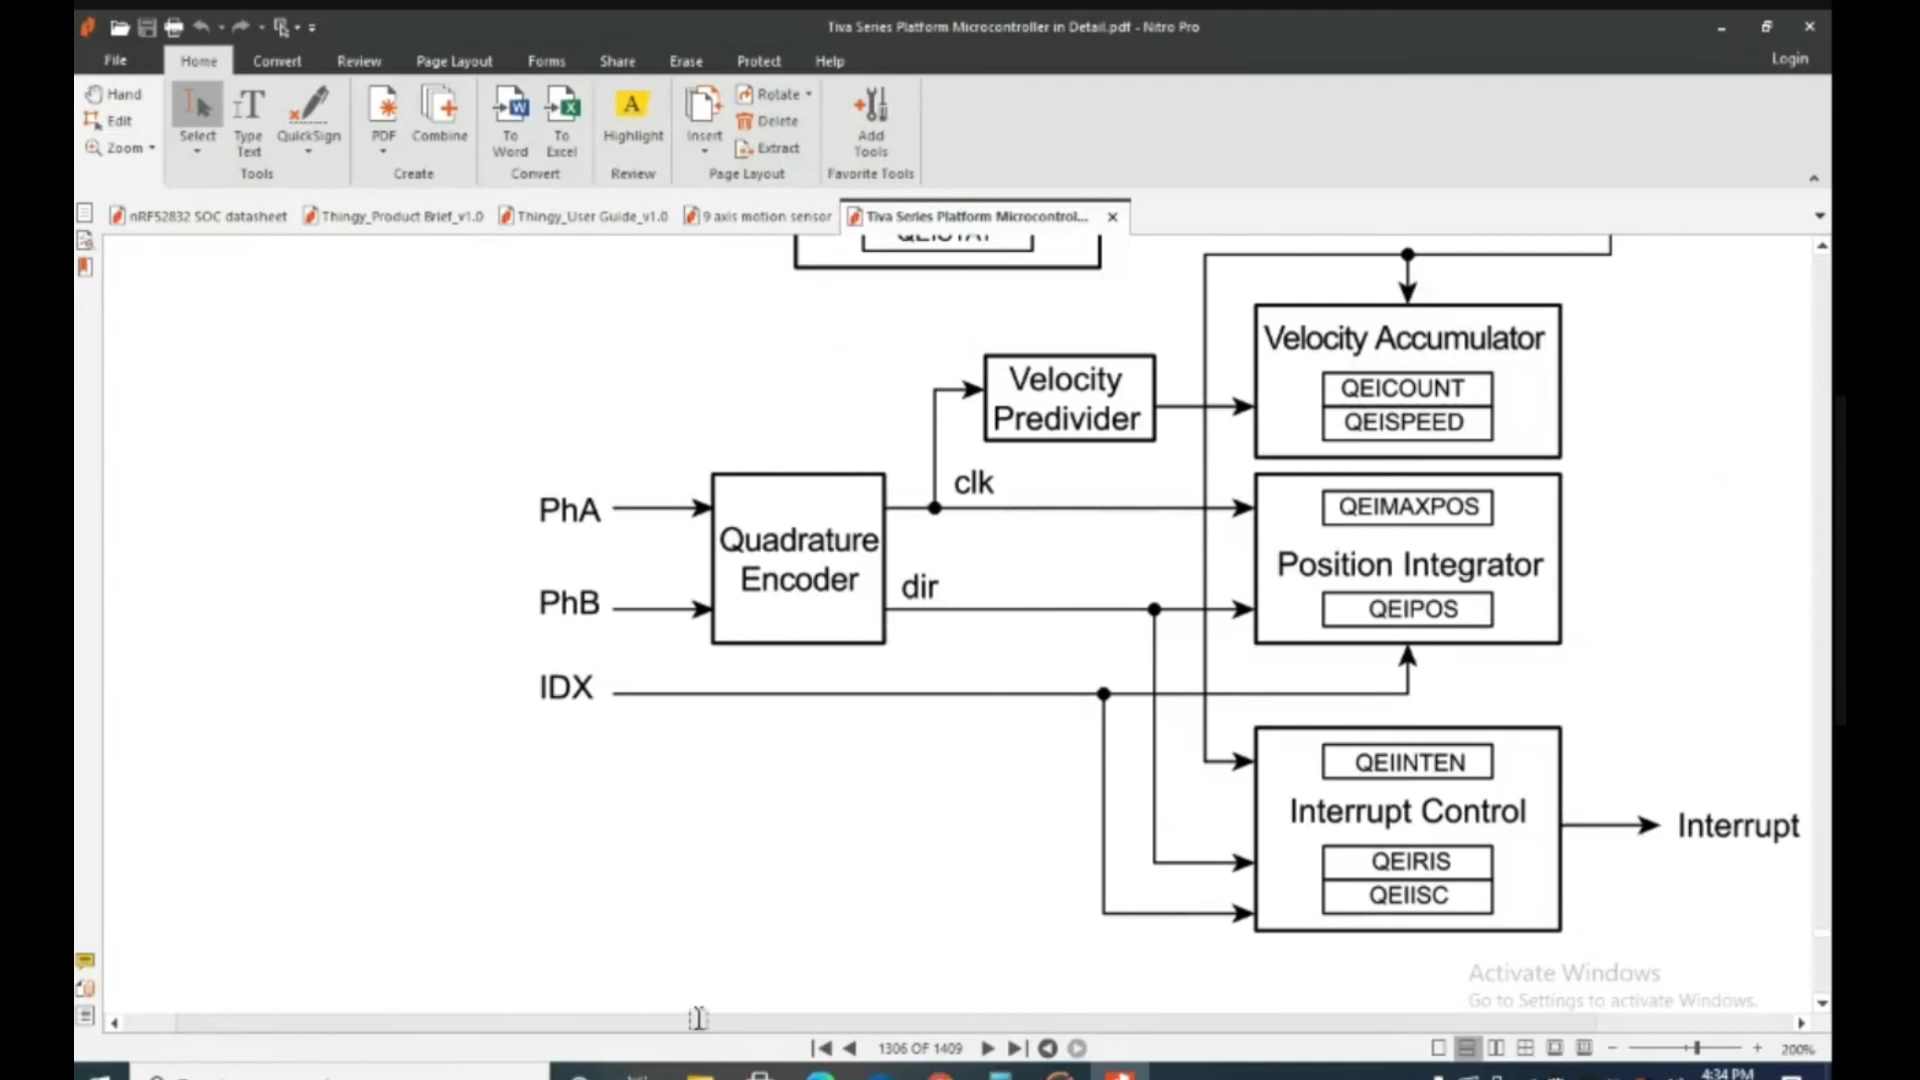 Tiva Series Platform Microcontroller in Detail.pdf - Nitro Pro
File Home Convert Review Page Layout Forms Share Erase Protect Help Login
Hand
Edit
Zoom
Select
Type Text
QuickSign
Tools
PDF
Combine
Create
To Word
To Excel
Convert
Highlight
Review
Insert
Rotate
Delete
Extract
Page Layout
Add Tools
Favorite Tools
nRF52832 SOC datasheet Thingy_Product Brief_v1.0 Thingy_User Guide_v1.0 9 axis motion sensor Tiva Series Platform Microcontrol...
Velocity Accumulator
QEICOUNT
QEISPEED
Velocity
Predivider
clk
PhA
PhB
IDX
Quadrature
Encoder
dir
QEIMAXPOS
Position Integrator
QEIPOS
QEIINTEN
Interrupt Control
QEIRIS
QEIISC
Interrupt
Activate Windows
Go to Settings to activate Windows.
1306 OF 1409
200%
4:34 PM